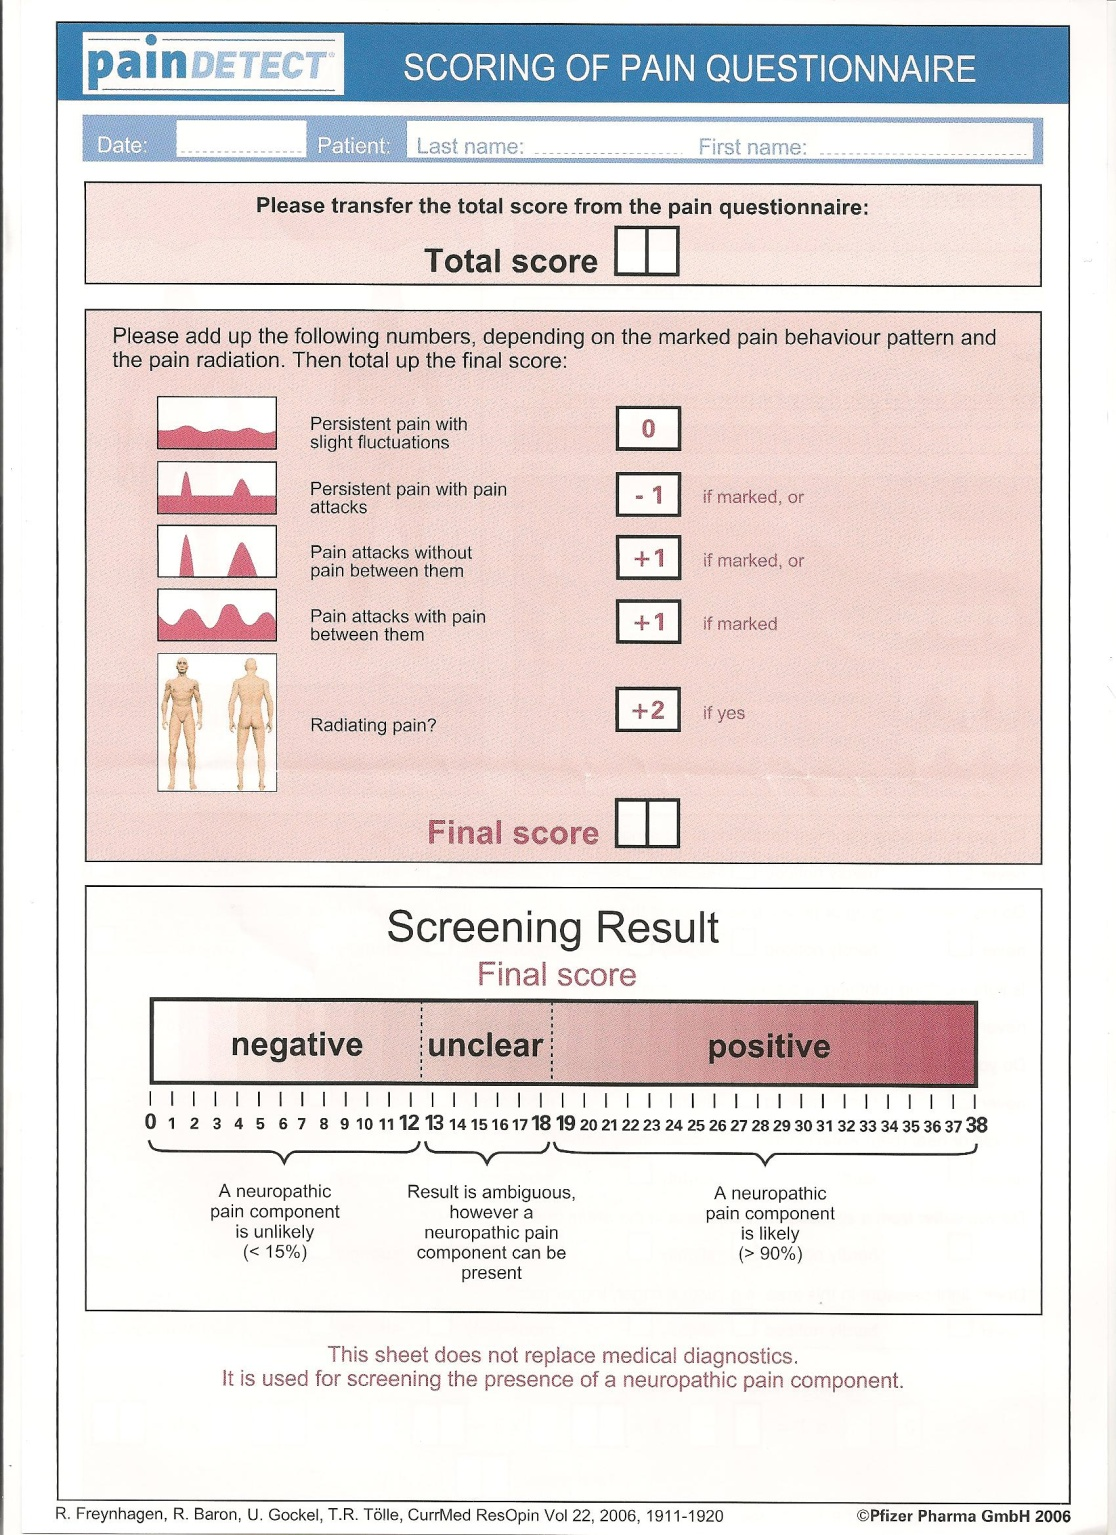 painDETECT®
SCORING OF PAIN QUESTIONNAIRE
Date: Patient: Last name: First name:
Please transfer the total score from the pain questionnaire:
Total score
Please add up the following numbers, depending on the marked pain behaviour pattern and
the pain radiation. Then total up the final score:
Persistent pain with
slight fluctuations
0
Persistent pain with pain
attacks
- 1 if marked, or
Pain attacks without
pain between them
+1 if marked, or
Pain attacks with pain
between them
+1 if marked
Radiating pain?
+2 if yes
Final score
Screening Result
Final score
negative unclear positive
0 1 2 3 4 5 6 7 8 9 10 11 12 13 14 15 16 17 18 19 20 21 22 23 24 25 26 27 28 29 30 31 32 33 34 35 36 37 38
A neuropathic
pain component
is unlikely
(< 15%)
Result is ambiguous,
however a
neuropathic pain
component can be
present
A neuropathic
pain component
is likely
(> 90%)
This sheet does not replace medical diagnostics.
It is used for screening the presence of a neuropathic pain component.
R. Freynhagen, R. Baron, U. Gockel, T.R. Tölle, CurrMed ResOpin Vol 22, 2006, 1911-1920
©Pfizer Pharma GmbH 2006